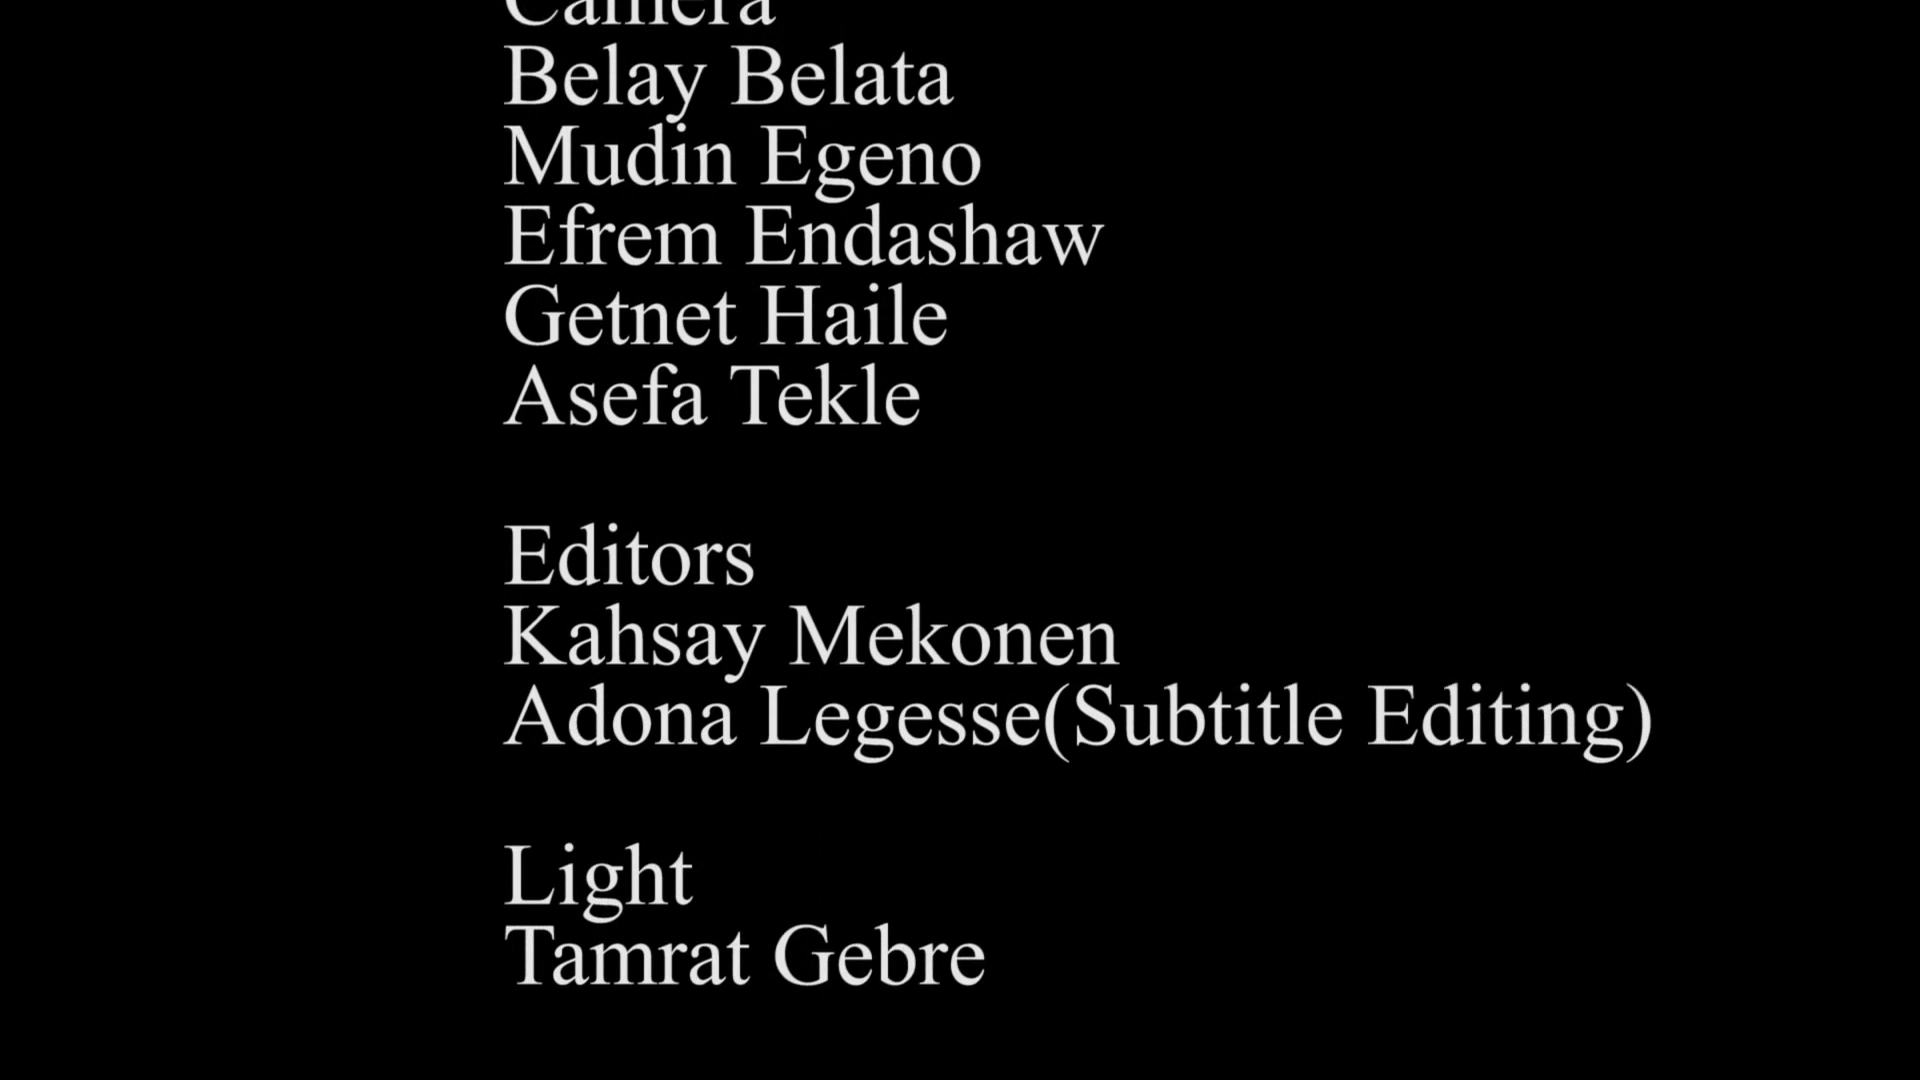 Camera
Belay Belata
Mudin Egeno
Efrem Endashaw
Getnet Haile
Asefa Tekle
Editors
Kahsay Mekonen
Adona Legesse(Subtitle Editing)
Light
Tamrat Gebre